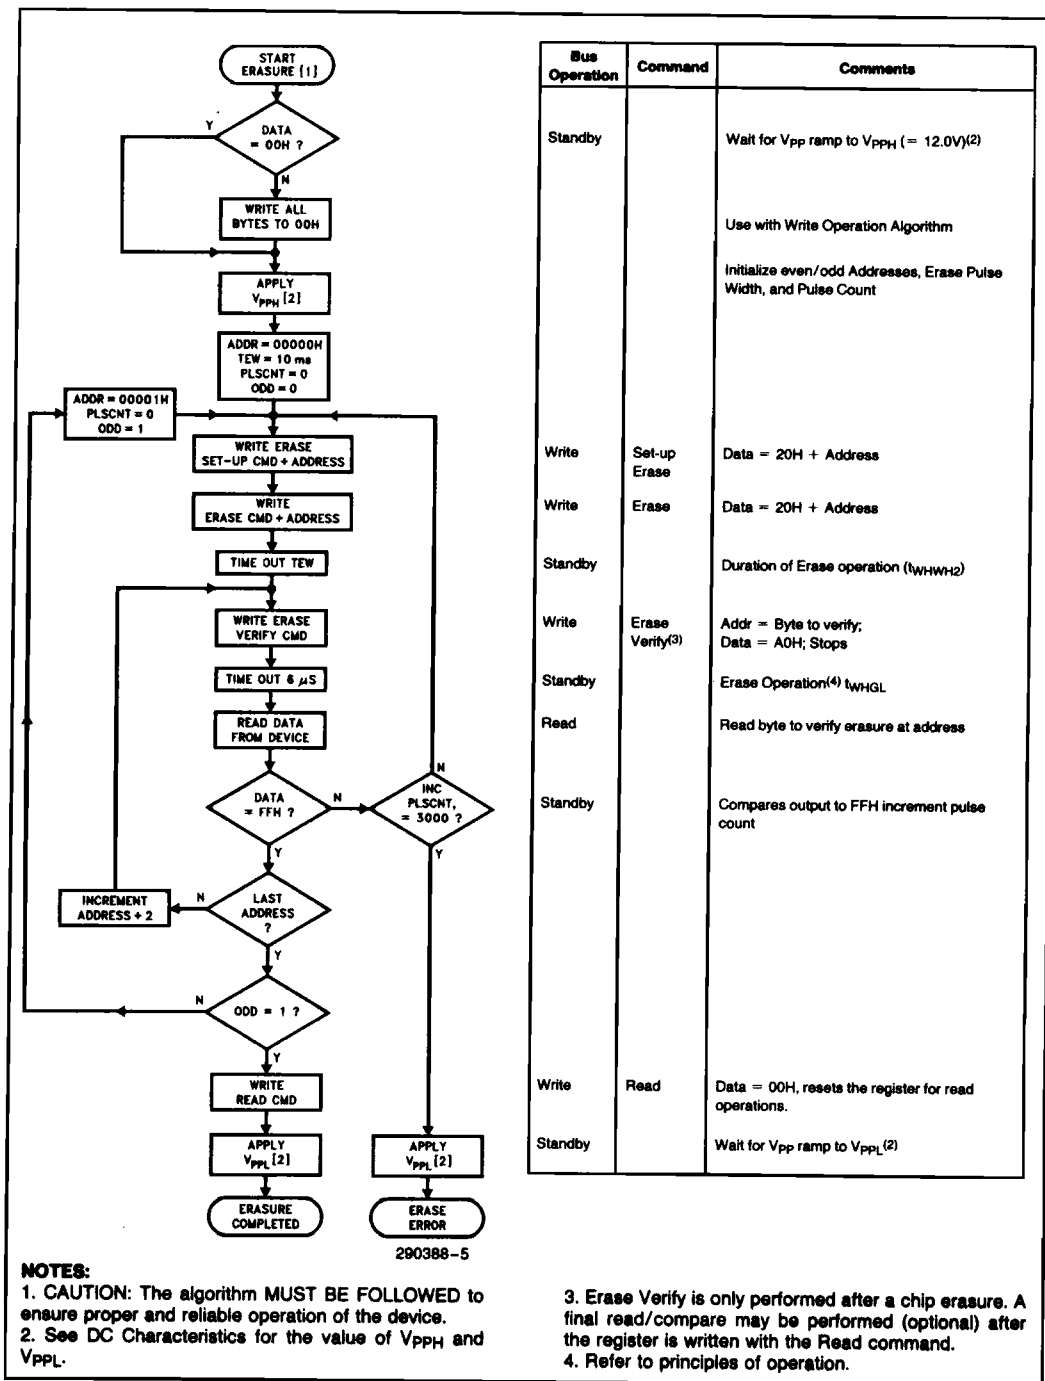 START
ERASURE [1]
Y
DATA
= 00H ?
N
WRITE ALL
BYTES TO 00H
APPLY
VPPH [2]
ADDR = 00000H
TEW = 10 ms
PLSCNT = 0
ODD = 0
ADDR = 00001H
PLSCNT = 0
ODD = 1
WRITE ERASE
SET-UP CMD + ADDRESS
WRITE
ERASE CMD + ADDRESS
TIME OUT TEW
WRITE ERASE
VERIFY CMD
TIME OUT 6 μS
READ DATA
FROM DEVICE
DATA
= FFH ?
N
Y
N
INC
PLSCNT,
= 3000 ?
Y
INCREMENT
ADDRESS + 2
N
LAST
ADDRESS
?
Y
N
ODD = 1 ?
Y
WRITE
READ CMD
APPLY
VPPL [2]
ERASURE
COMPLETED
APPLY
VPPL [2]
ERASE
ERROR
290388-5
Bus Operation Command Comments
Standby Wait for VPP ramp to VPPH (= 12.0V)(2)
Use with Write Operation Algorithm
Initialize even/odd Addresses, Erase Pulse
Width, and Pulse Count
Write Set-up Erase Data = 20H + Address
Write Erase Data = 20H + Address
Standby Duration of Erase operation (tWHWH2)
Write Erase Verify(3) Addr = Byte to verify;
Data = A0H; Stops
Standby Erase Operation(4) tWHGL
Read Read byte to verify erasure at address
Standby Compares output to FFH increment pulse
count
Write Read Data = 00H, resets the register for read
operations.
Standby Wait for VPP ramp to VPPL(2)
NOTES:
1. CAUTION: The algorithm MUST BE FOLLOWED to
ensure proper and reliable operation of the device.
2. See DC Characteristics for the value of VPPH and
VPPL.
3. Erase Verify is only performed after a chip erasure. A
final read/compare may be performed (optional) after
the register is written with the Read command.
4. Refer to principles of operation.